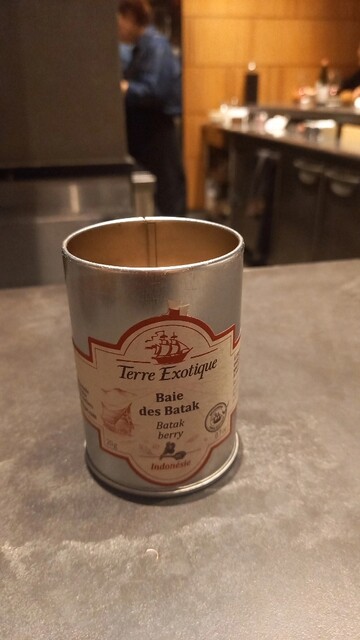 Terre Exotique
Baie
des Batak
Batak
berry
Indonésie